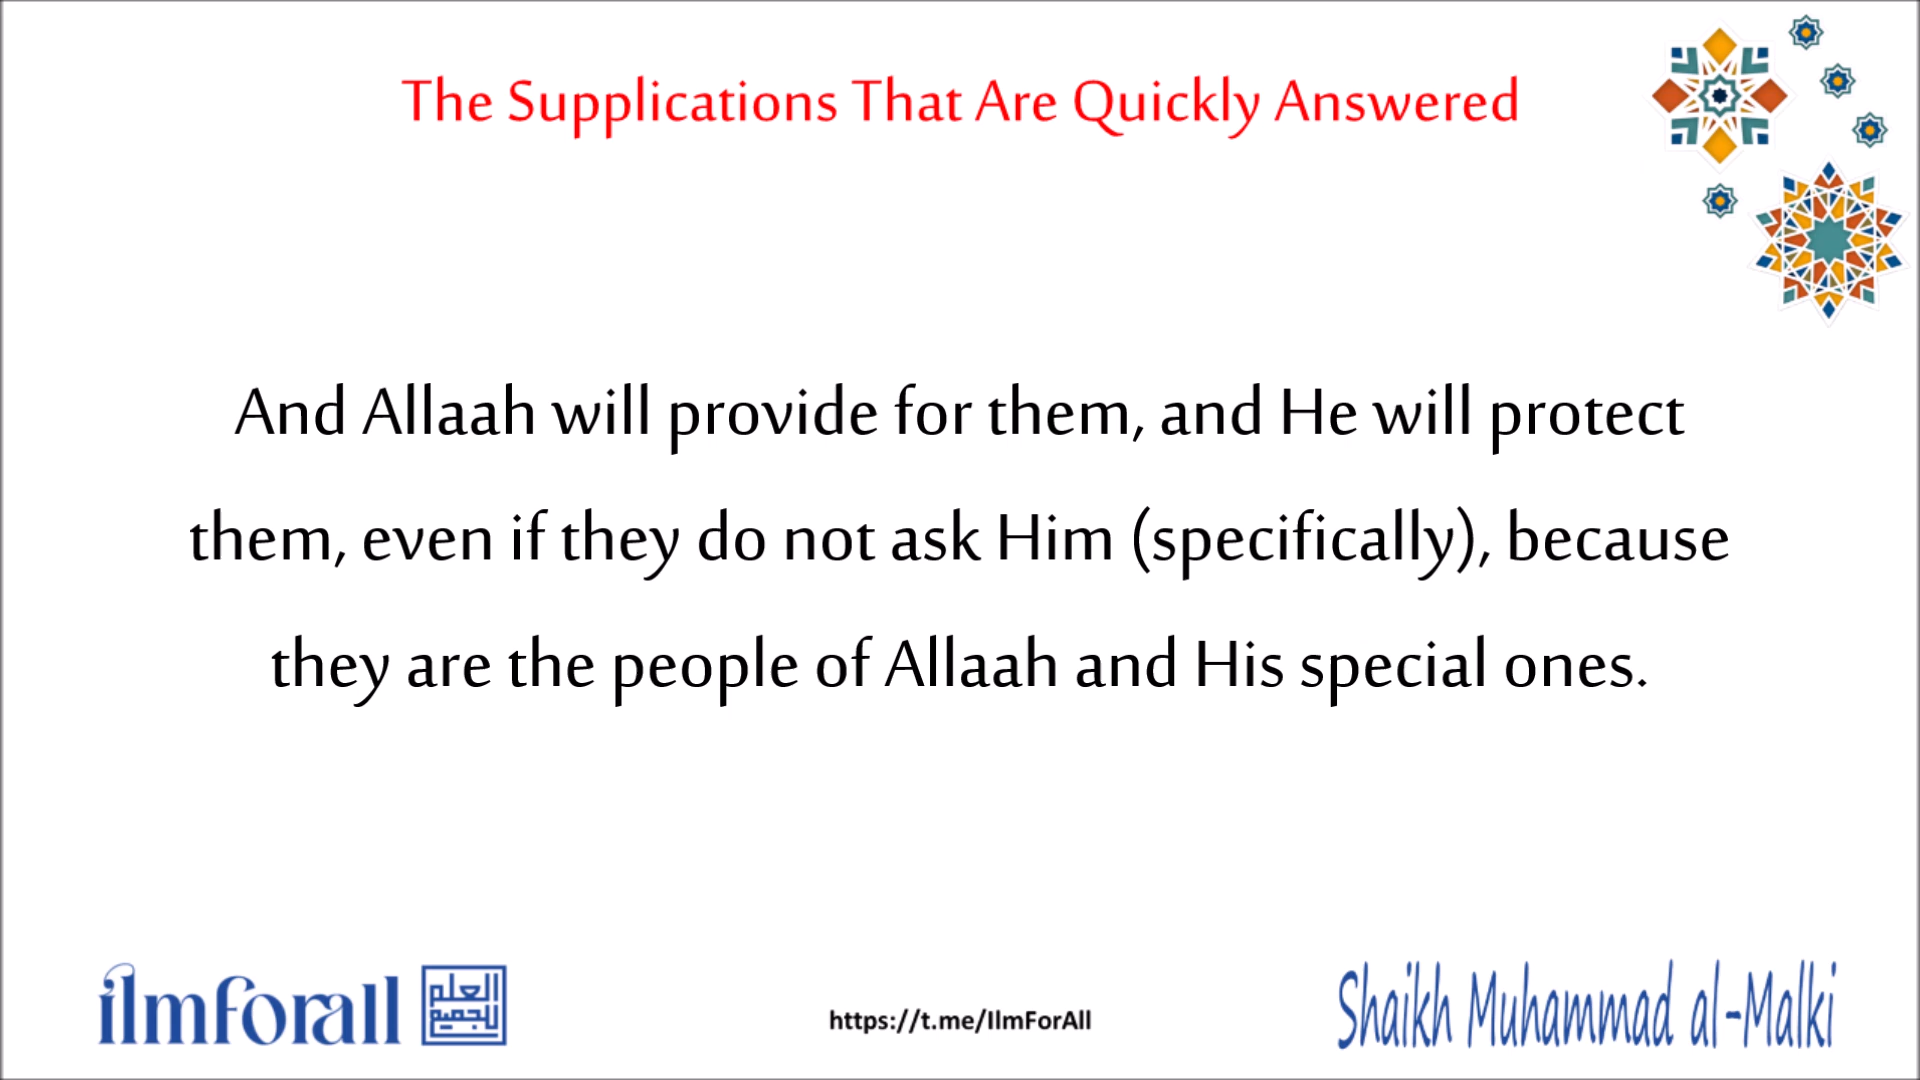 The Supplications That Are Quickly Answered
And Allaah will provide for them, and He will protect
them, even if they do not ask Him (specifically), because
they are the people of Allaah and His special ones.
ilmforall
العلم
للجميع
https://t.me/IlmForAll
Shaikh Muhammad al-Malki